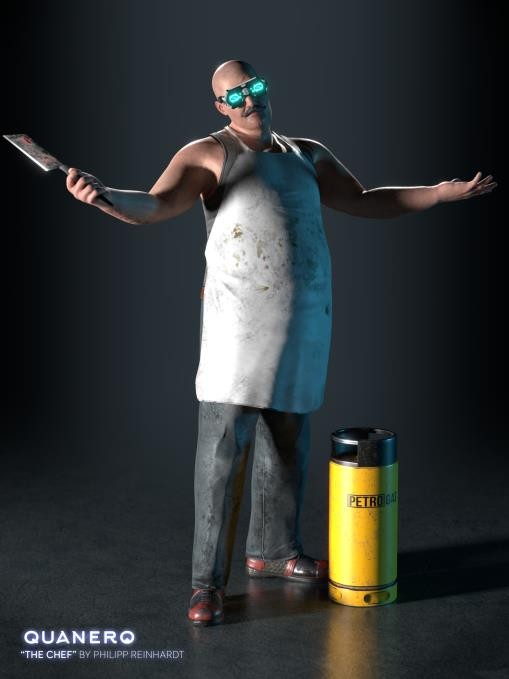 PETRO GAS
QUANERO
"THE CHEF" BY PHILIPP REINHARDT